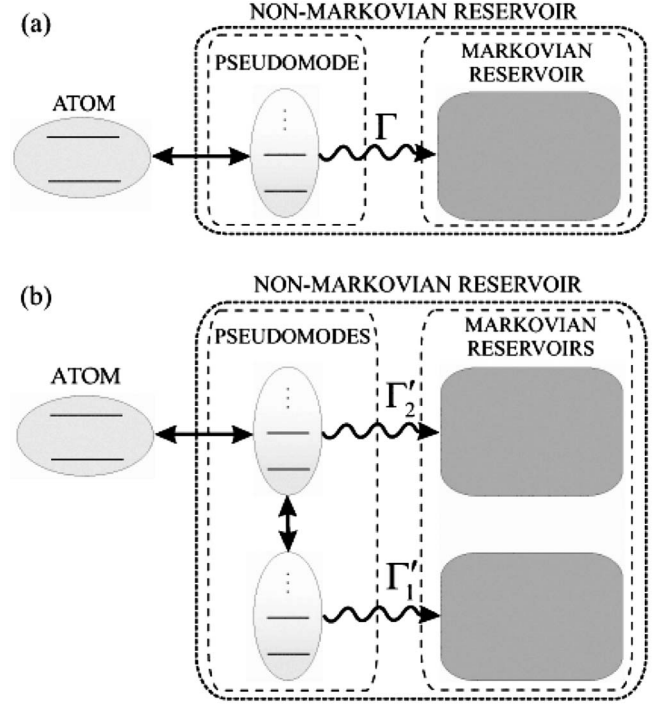 (a)
NON-MARKOVIAN RESERVOIR
PSEUDOMODE
MARKOVIAN
RESERVOIR
ATOM
Γ
(b)
NON-MARKOVIAN RESERVOIR
PSEUDOMODES
MARKOVIAN
RESERVOIRS
ATOM
Γ′₂
Γ′₁